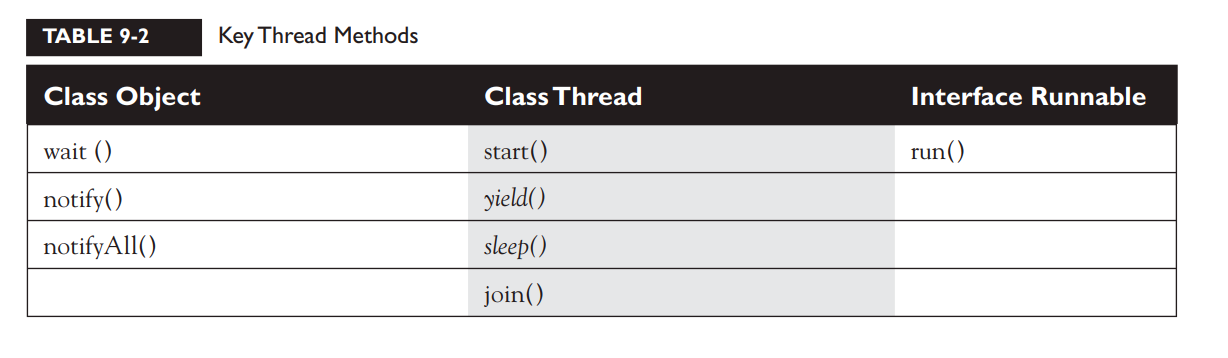 TABLE 9-2 Key Thread Methods
Class Object Class Thread Interface Runnable
wait () start() run()
notify() yield()
notifyAll() sleep()
join()